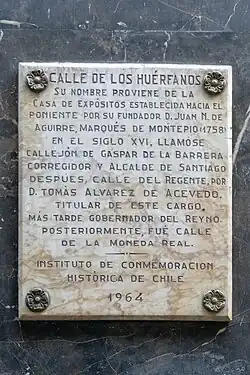 CALLE DE LOS HUÉRFANOS
SU NOMBRE PROVIENE DE LA
CASA DE EXPÓSITOS ESTABLECIDA HACIA EL
PONIENTE POR SU FUNDADOR D. JUAN N. DE
AGUIRRE, MARQUÉS DE MONTEPIO (1758)
EN EL SIGLO XVI, LLAMOSE
CALLEJÓN DE GASPAR DE LA BARRERA
CORREGIDOR Y ALCALDE DE SANTIAGO
DESPUES, CALLE DEL REGENTE, POR
D. TOMÁS ALVAREZ DE ACEVEDO.
TITULAR DE ESTE CARGO,
MÁS TARDE GOBERNADOR DEL REYNO.
POSTERIORMENTE, FUÉ CALLE
DE LA MONEDA REAL.
INSTITUTO DE CONMEMORACION
HISTÓRICA DE CHILE
1964